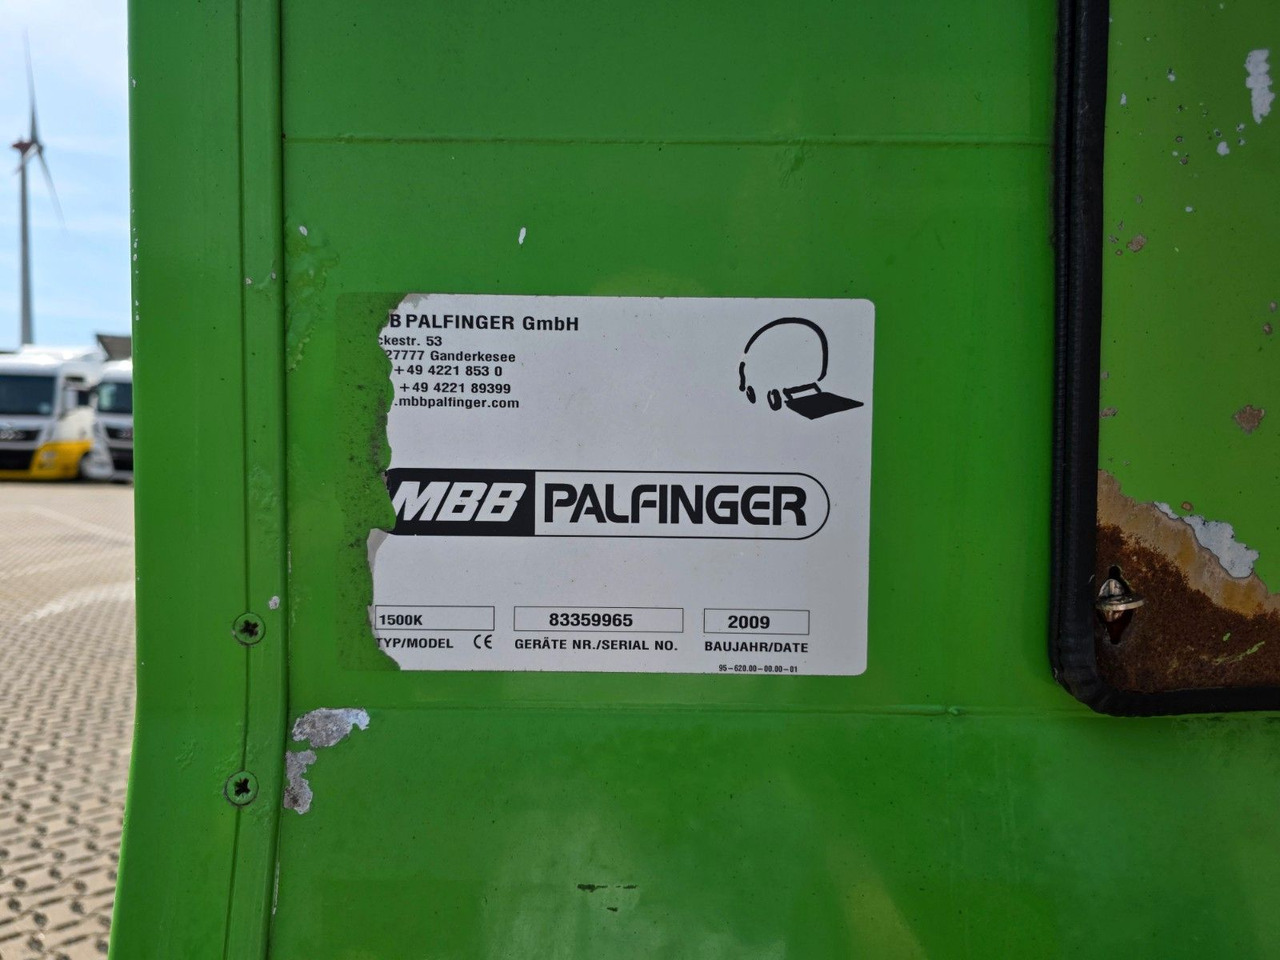 B PALFINGER GmbH
ckestr. 53
27777 Ganderkesee
+49 4221 853 0
+49 4221 89399
.mbbpalfinger.com
MBB PALFINGER
1500K 83359965 2009
TYP/MODEL CE GERÄTE NR./SERIAL NO. BAUJAHR/DATE
95-620.00-00.00-01